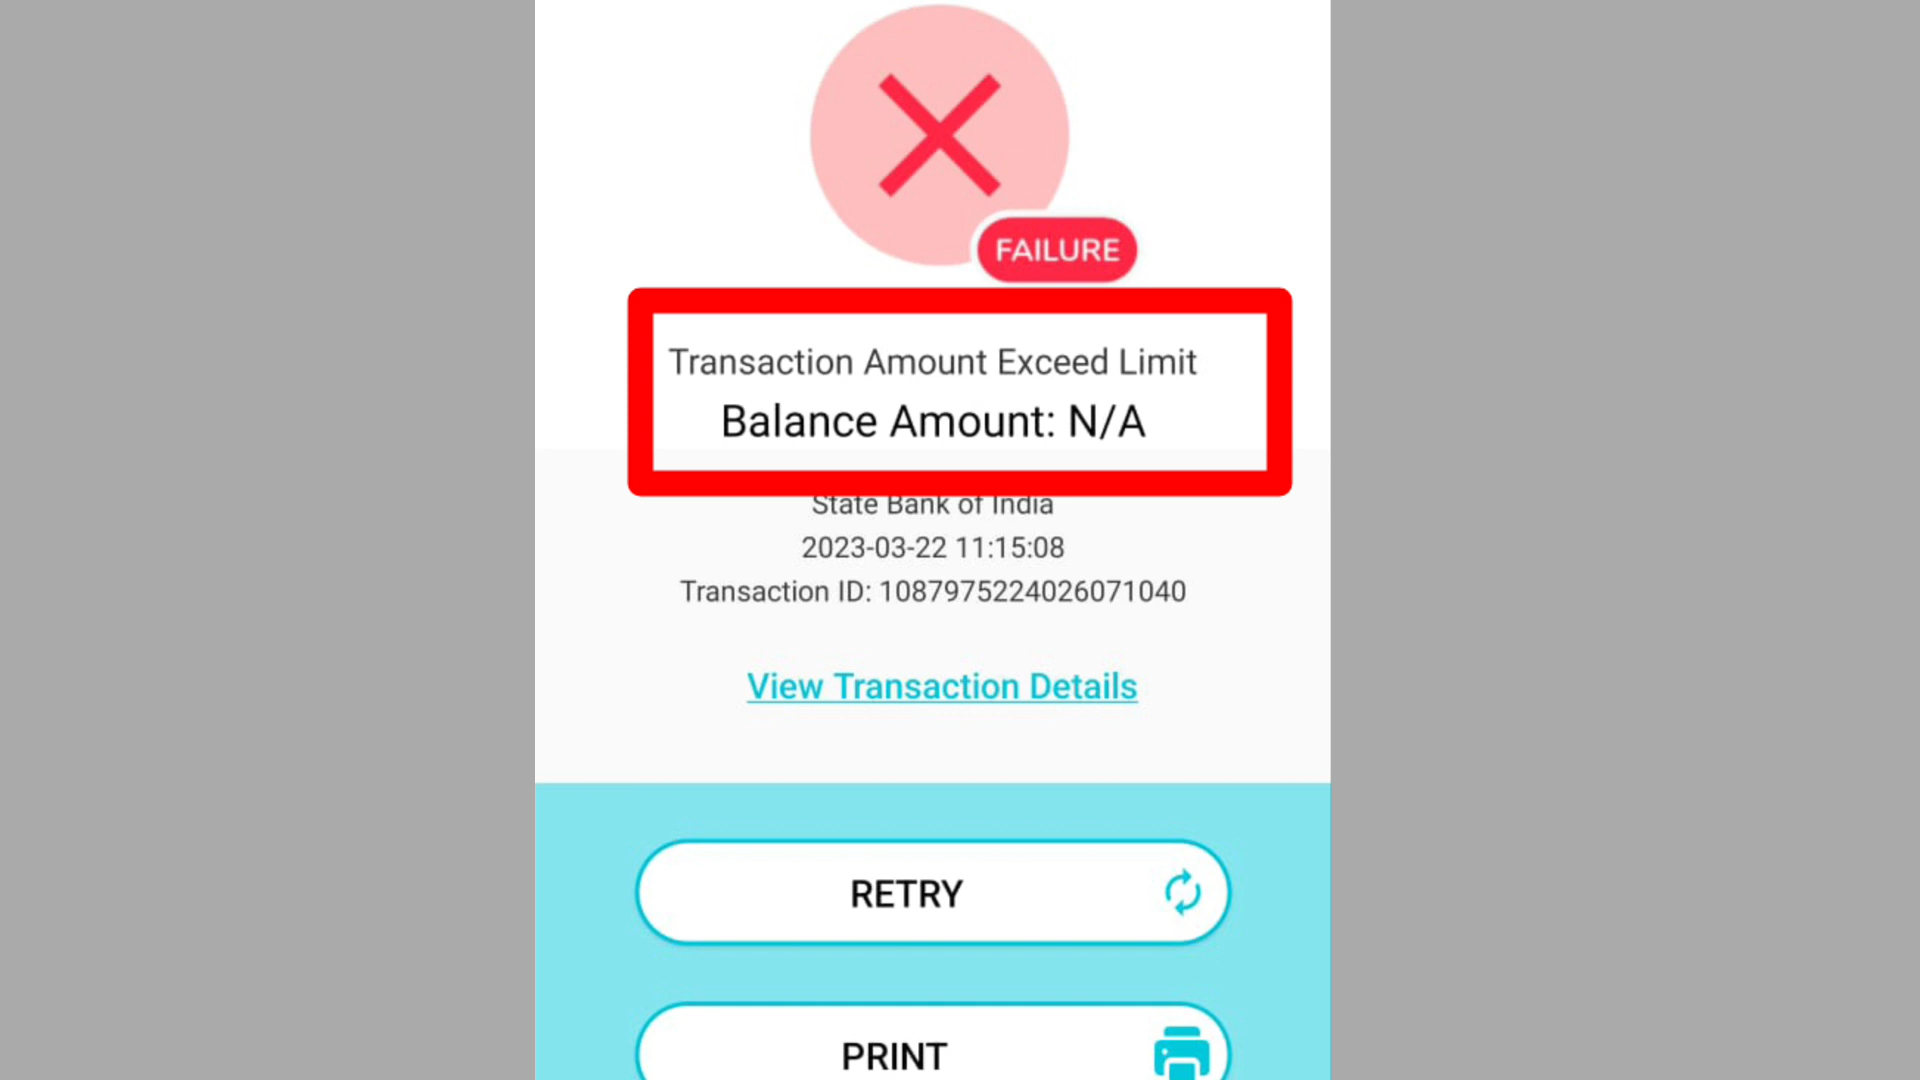 FAILURE
Transaction Amount Exceed Limit
Balance Amount: N/A
State Bank of India
2023-03-22 11:15:08
Transaction ID: 1087975224026071040
View Transaction Details
RETRY
PRINT